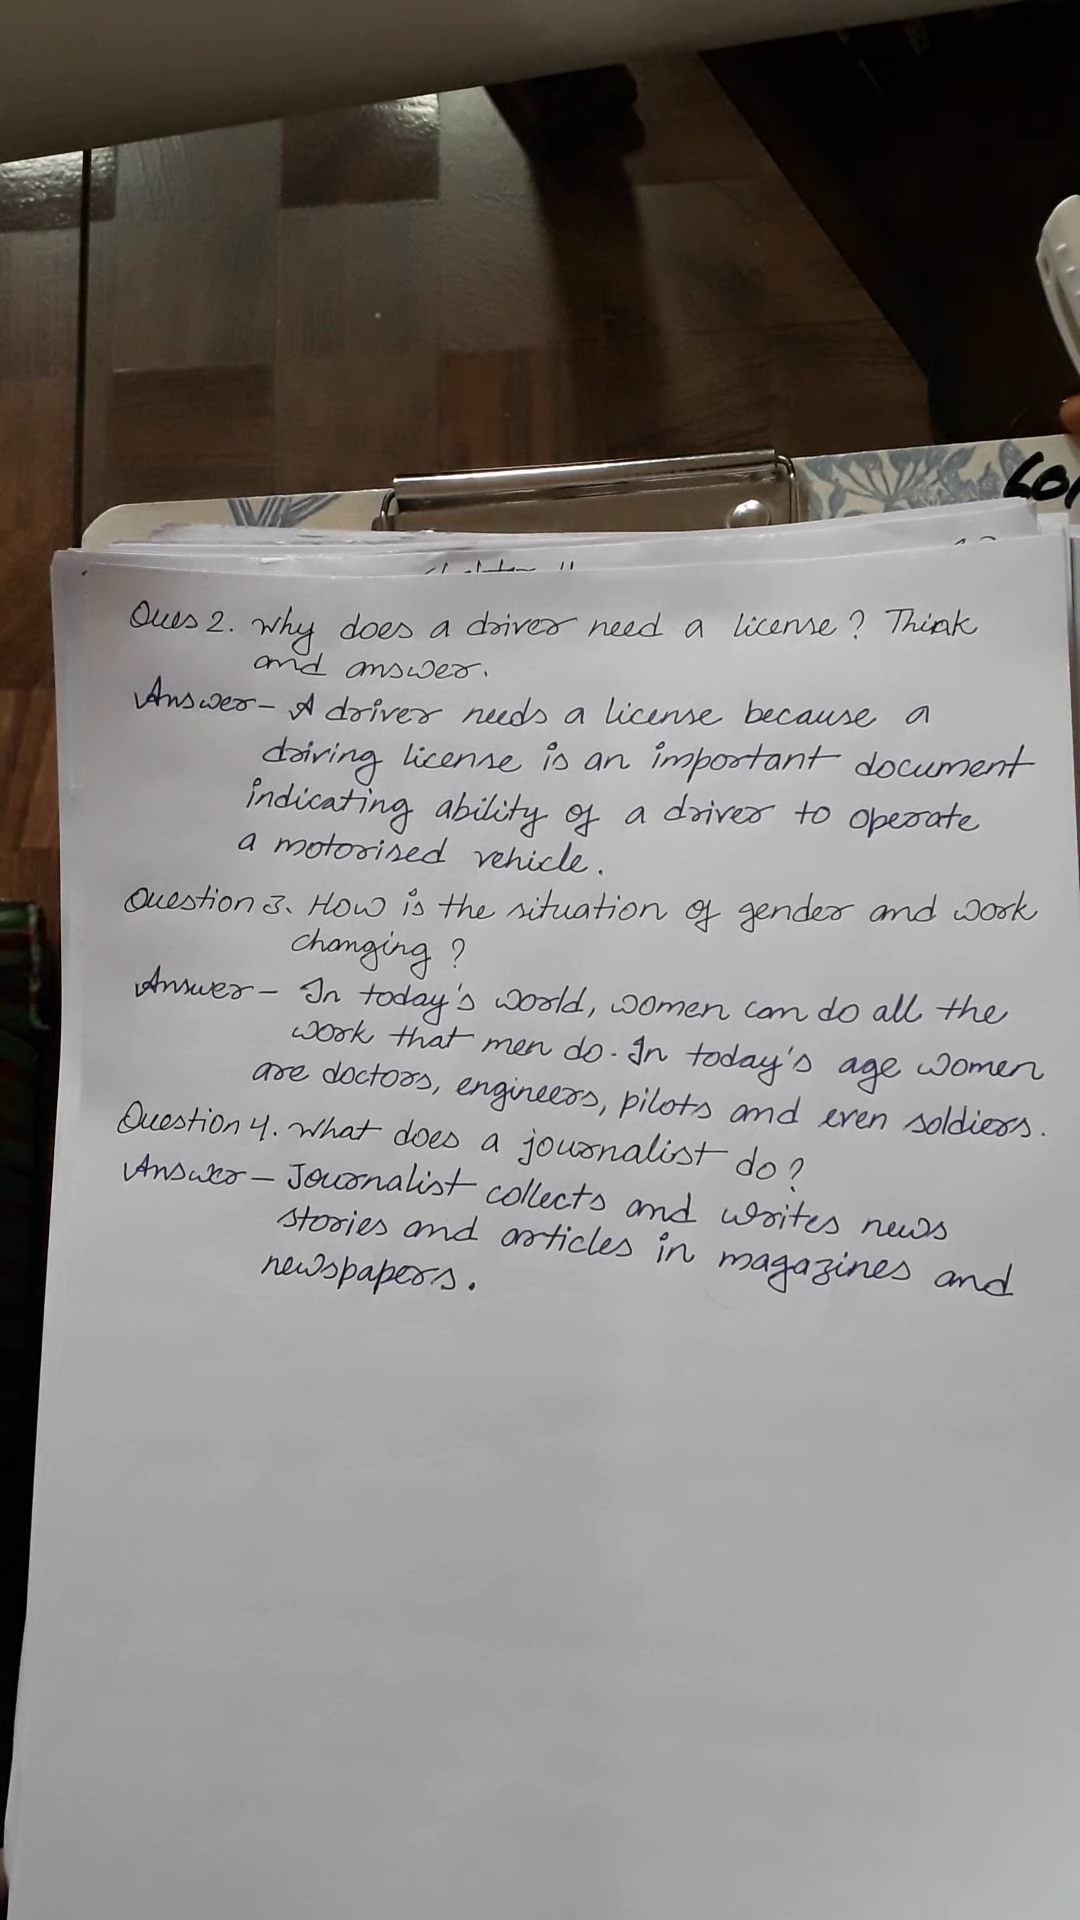 Ques 2. Why does a driver need a license? Think
and answer.
Answer - A driver needs a license because a
driving license is an important document
indicating ability of a driver to operate
a motorised vehicle.
Question 3. How is the situation of gender and work
changing?
Answer - In today's world, women can do all the
work that men do. In today's age women
are doctors, engineers, pilots and even soldiers.
Question 4. What does a journalist do?
Answer - Journalist collects and writes news
stories and articles in magazines and
newspapers.